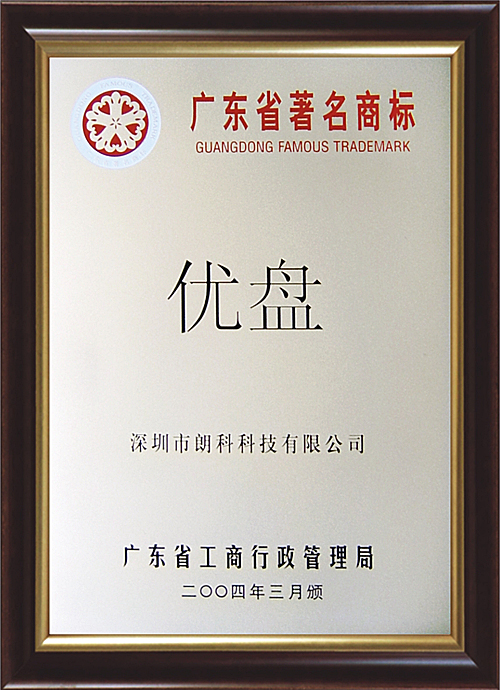 广东省著名商标
GUANGDONG FAMOUS TRADEMARK
优盘
深圳市朗科科技有限公司
广东省工商行政管理局
二〇〇四年三月颁